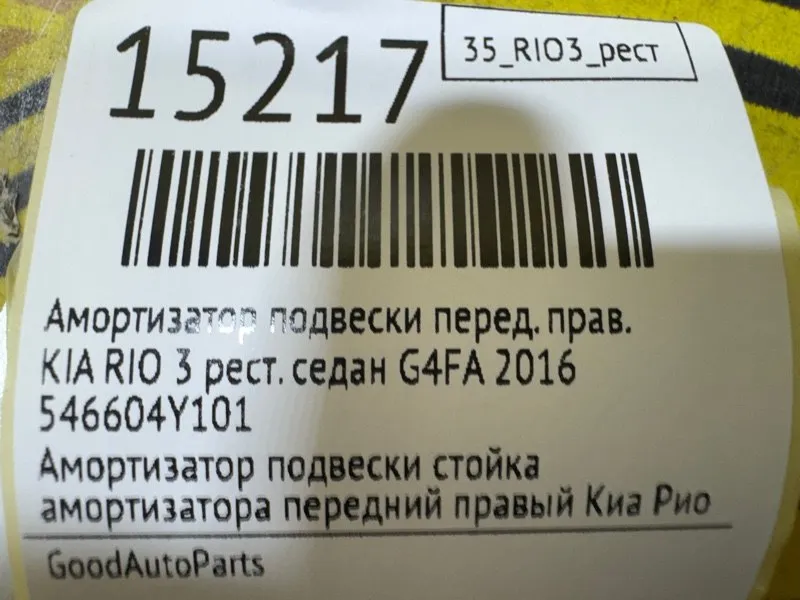 15217
35_RIO3_рест
Амортизатор подвески перед. прав.
KIA RIO 3 рест. седан G4FA 2016
546604Y101
Амортизатор подвески стойка
амортизатора передний правый Киа Рио
GoodAutoParts